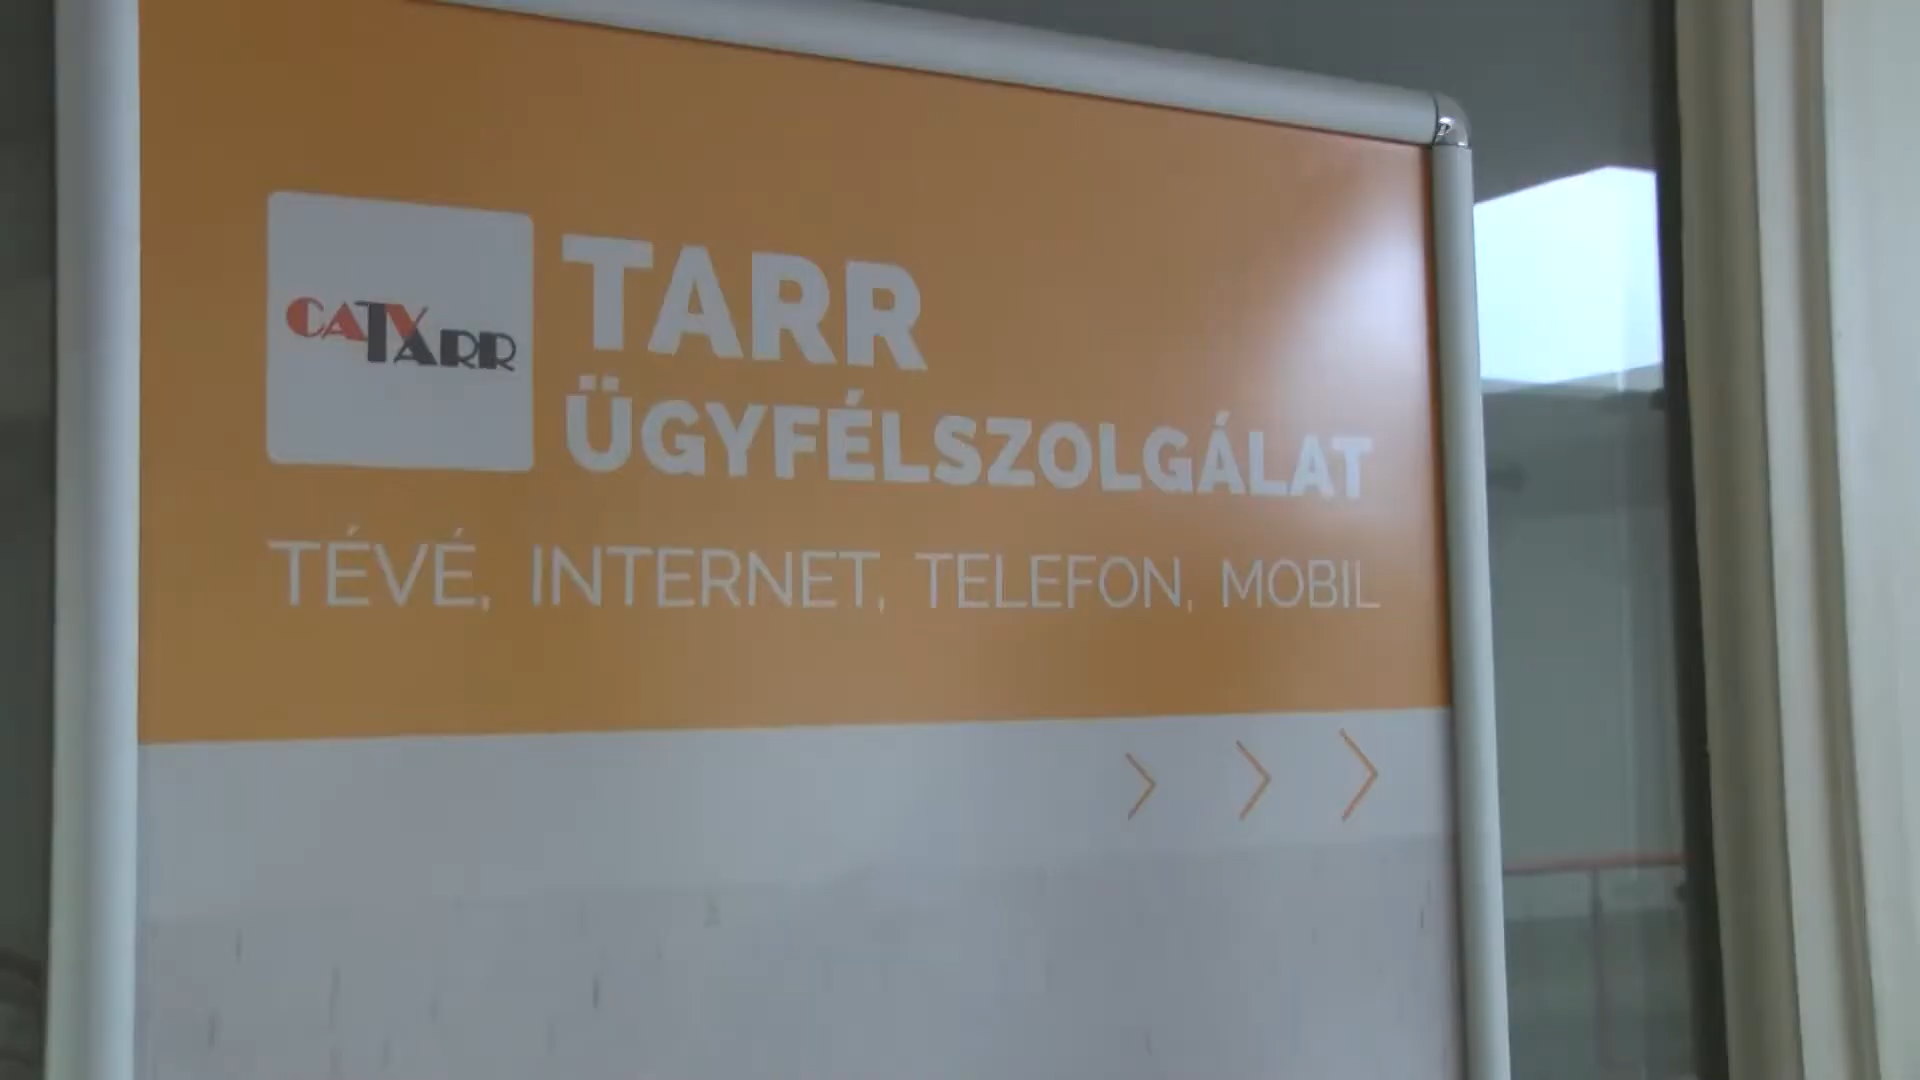 CATV
TARR
TARR
ÜGYFÉLSZOLGÁLAT
TÉVÉ, INTERNET, TELEFON, MOBIL